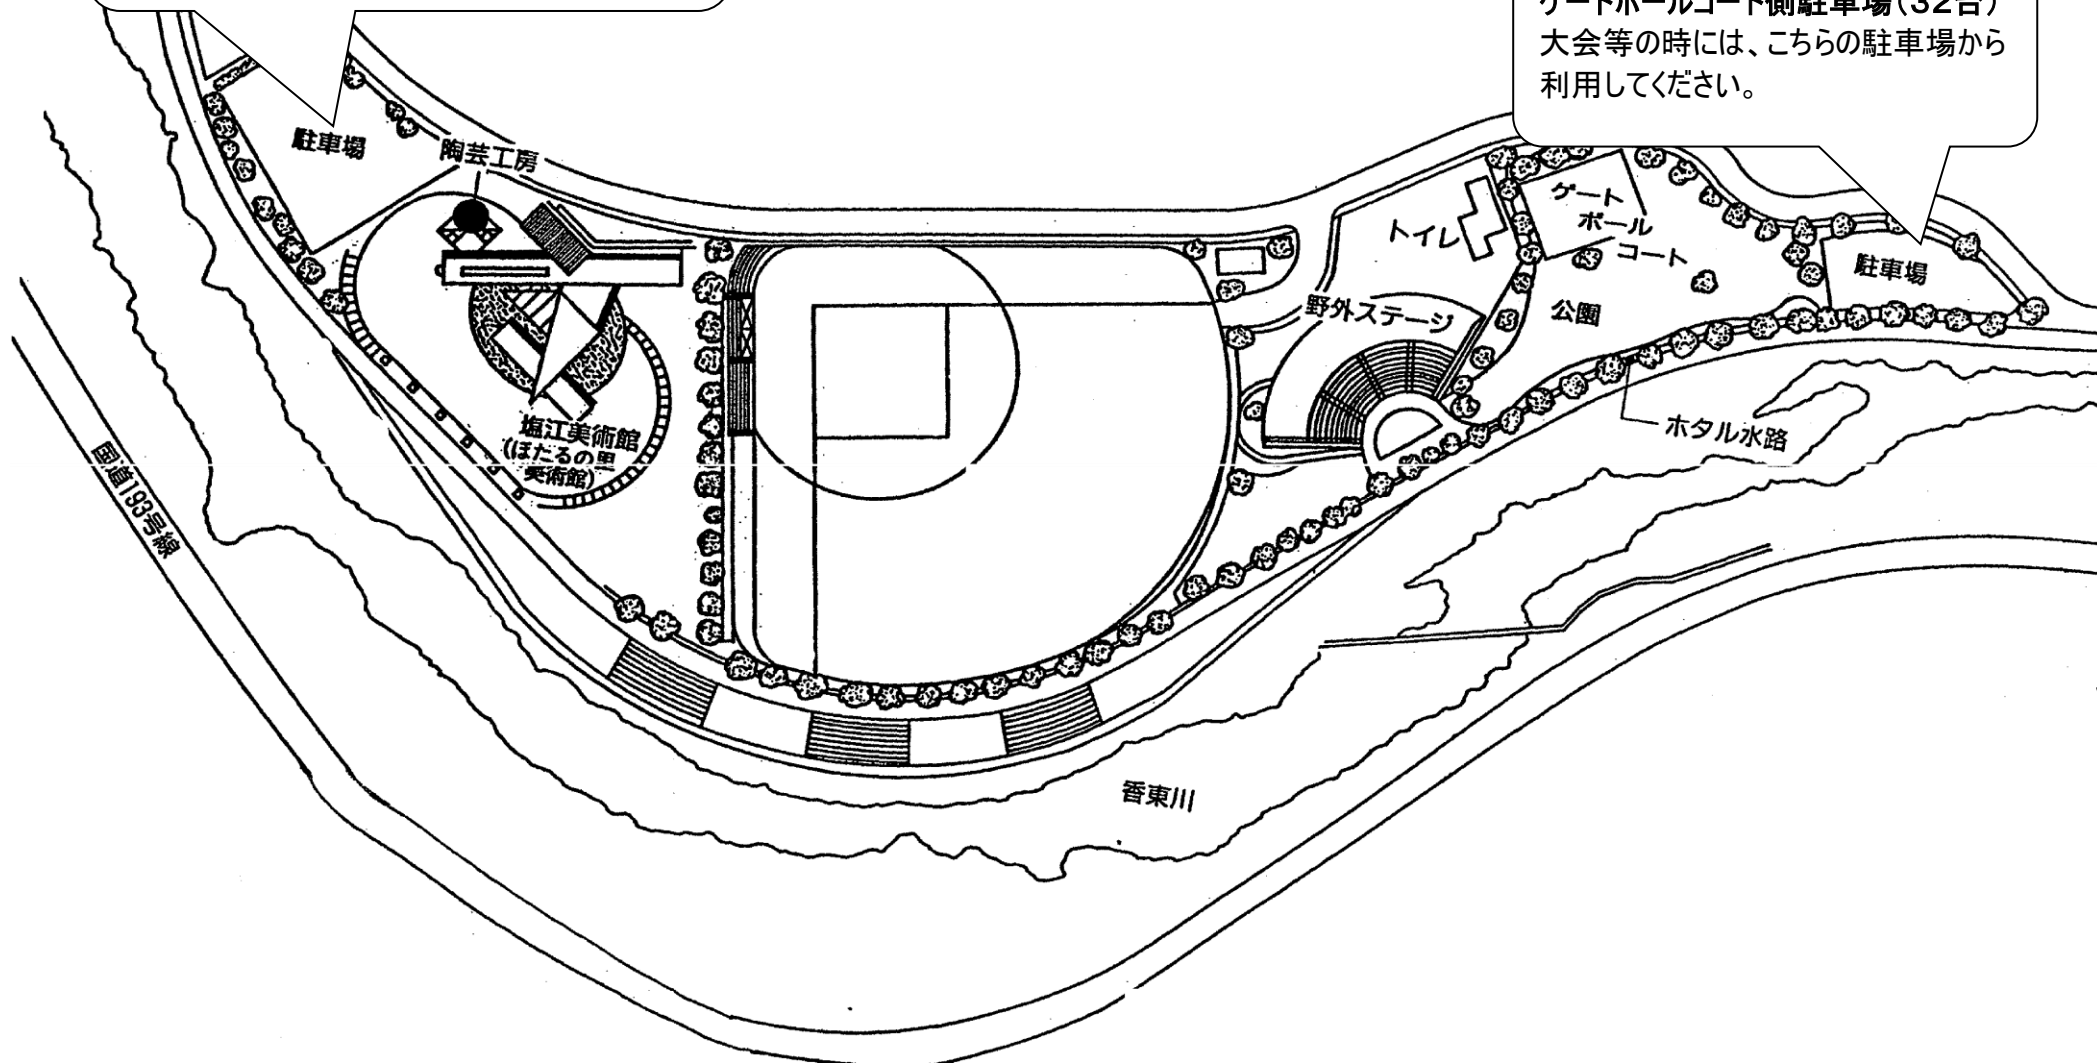 ゲートボールコート側駐車場(32台)
大会等の時には、こちらの駐車場から
利用してください。
駐車場
陶芸工房
ゲート
ボール
コート
トイレ
駐車場
野外ステージ
公園
塩江美術館
(ほたるの里
美術館)
ホタル水路
国道193号線
香東川